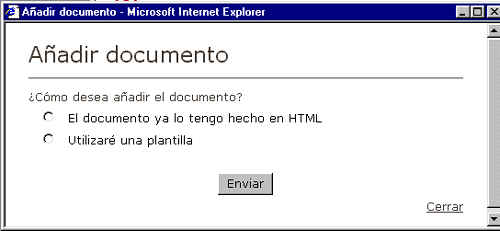 Añadir documento - Microsoft Internet Explorer
Añadir documento
¿Cómo desea añadir el documento?
El documento ya lo tengo hecho en HTML
Utilizaré una plantilla
Enviar
Cerrar